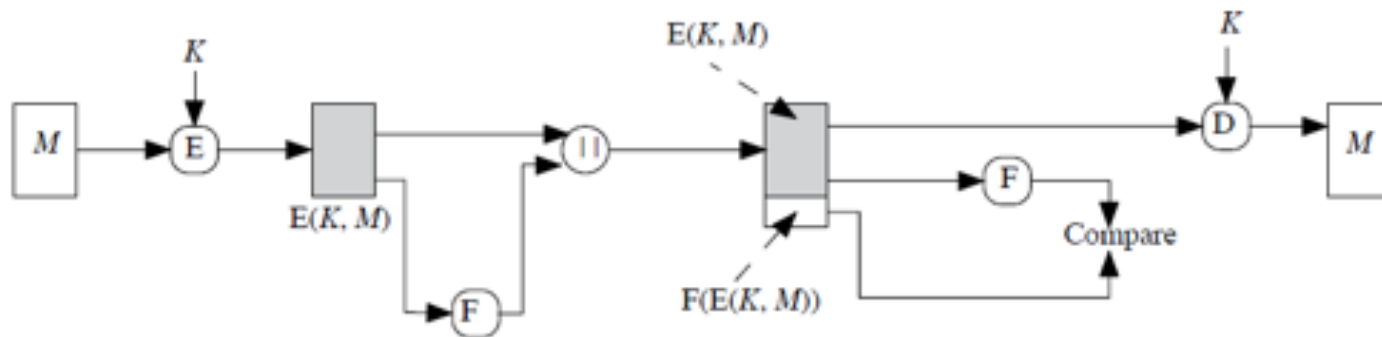 K
M
E
E(K, M)
F
||
E(K, M)
F(E(K, M))
F
Compare
K
D
M